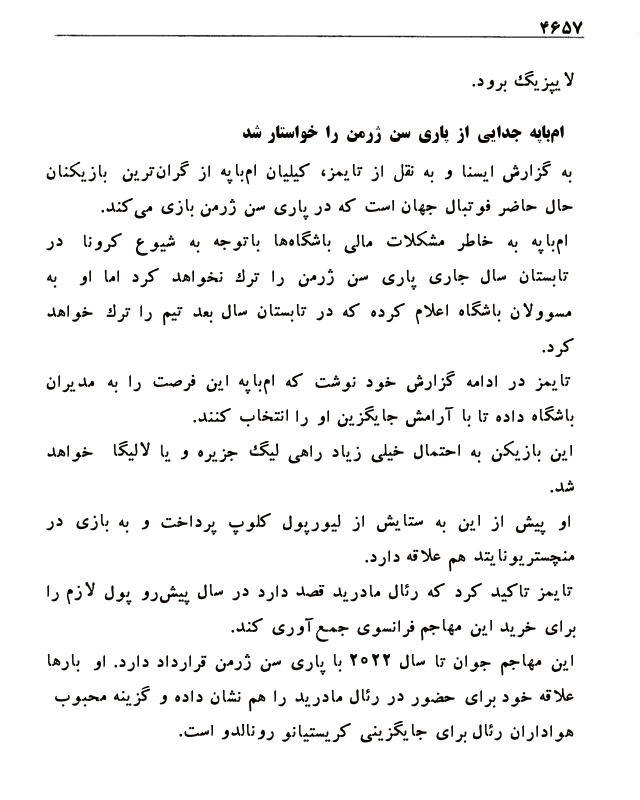 ۴۶۵۷
لایپزیگ برود.
ام‌باپه جدایی از پاری سن ژرمن را خواستار شد
به گزارش ایسنا و به نقل از تایمز، کیلیان ام‌باپه از گران‌ترین بازیکنان
حال حاضر فوتبال جهان است که در پاری سن ژرمن بازی می‌کند.
ام‌باپه به خاطر مشکلات مالی باشگاه‌ها باتوجه به شیوع کرونا در
تابستان سال جاری پاری سن ژرمن را ترك نخواهد کرد اما او به
مسوولان باشگاه اعلام کرده که در تابستان سال بعد تیم را ترك خواهد
کرد.
تایمز در ادامه گزارش خود نوشت که ام‌باپه این فرصت را به مدیران
باشگاه داده تا با آرامش جایگزین او را انتخاب کنند.
این بازیکن به احتمال خیلی زیاد راهی لیگ جزیره و یا لالیگا خواهد
شد.
او پیش از این به ستایش از لیورپول کلوپ پرداخت و به بازی در
منچستریونایتد هم علاقه دارد.
تایمز تاکید کرد که رئال مادرید قصد دارد در سال پیش‌رو پول لازم را
برای خرید این مهاجم فرانسوی جمع‌آوری کند.
این مهاجم جوان تا سال ۲۰۲۲ با پاری سن ژرمن قرارداد دارد. او بارها
علاقه خود برای حضور در رئال مادرید را هم نشان داده و گزینه محبوب
هواداران رئال برای جایگزینی کریستیانو رونالدو است.